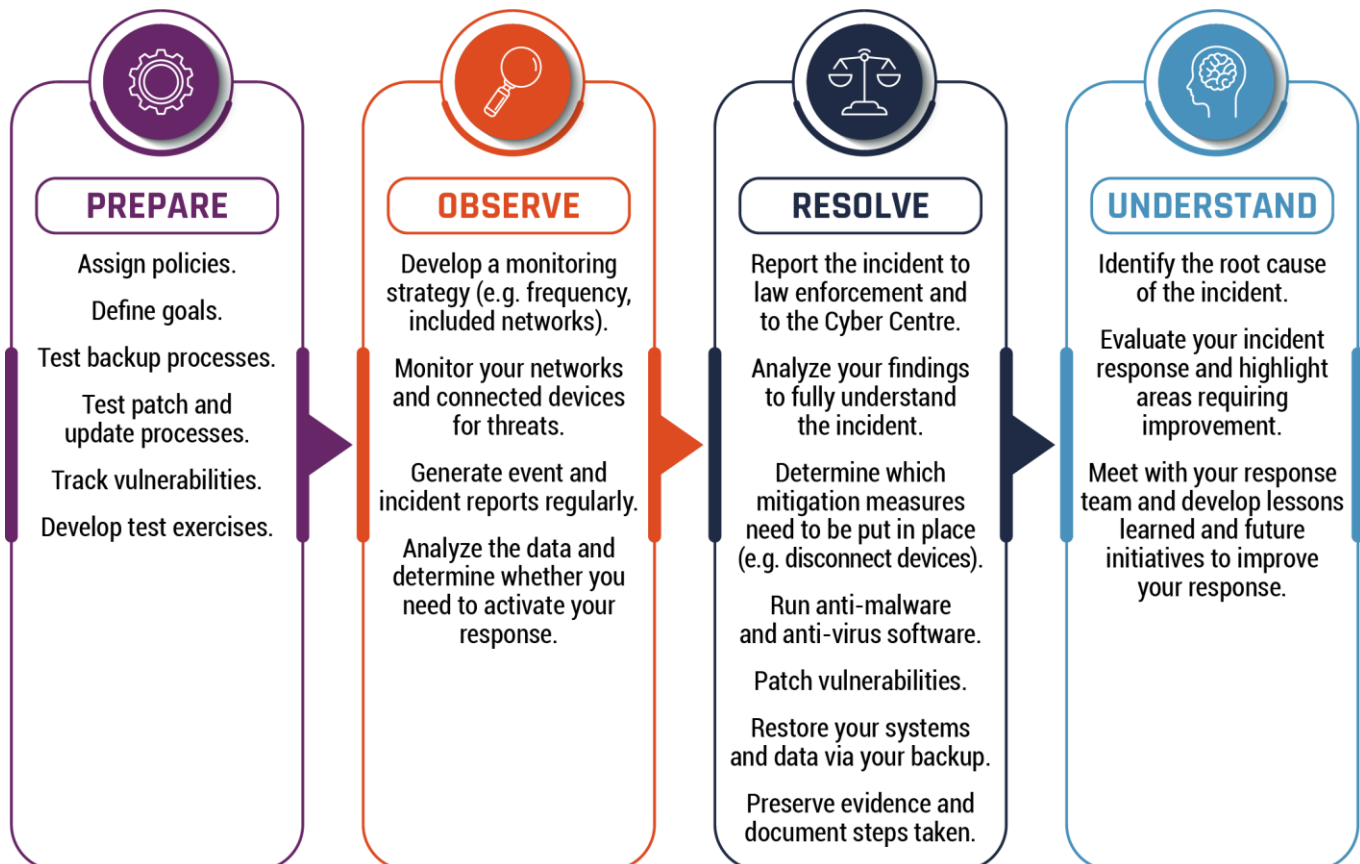 PREPARE
Assign policies.
Define goals.
Test backup processes.
Test patch and
update processes.
Track vulnerabilities.
Develop test exercises.
OBSERVE
Develop a monitoring
strategy (e.g. frequency,
included networks).
Monitor your networks
and connected devices
for threats.
Generate event and
incident reports regularly.
Analyze the data and
determine whether you
need to activate your
response.
RESOLVE
Report the incident to
law enforcement and
to the Cyber Centre.
Analyze your findings
to fully understand
the incident.
Determine which
mitigation measures
need to be put in place
(e.g. disconnect devices).
Run anti-malware
and anti-virus software.
Patch vulnerabilities.
Restore your systems
and data via your backup.
Preserve evidence and
document steps taken.
UNDERSTAND
Identify the root cause
of the incident.
Evaluate your incident
response and highlight
areas requiring
improvement.
Meet with your response
team and develop lessons
learned and future
initiatives to improve
your response.